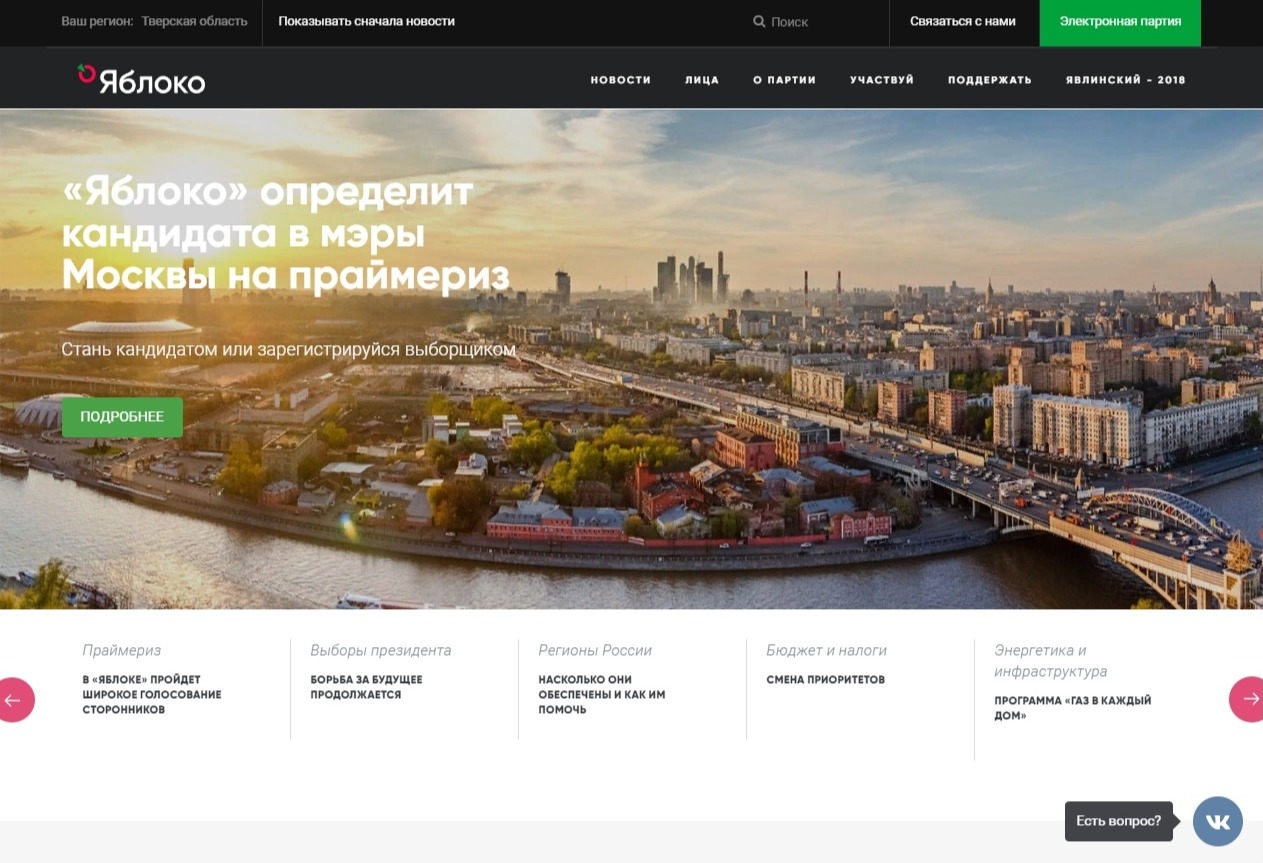 Ваш регион: Тверская область
Показывать сначала новости
Поиск
Связаться с нами
Электронная партия
Яблоко
НОВОСТИ
ЛИЦА
О ПАРТИИ
УЧАСТВУЙ
ПОДДЕРЖАТЬ
ЯВЛИНСКИЙ – 2018
«Яблоко» определит
кандидата в мэры
Москвы на праймериз
Стань кандидатом или зарегистрируйся выборщиком
ПОДРОБНЕЕ
Праймериз
В «ЯБЛОКЕ» ПРОЙДЕТ
ШИРОКОЕ ГОЛОСОВАНИЕ
СТОРОННИКОВ
Выборы президента
БОРЬБА ЗА БУДУЩЕЕ
ПРОДОЛЖАЕТСЯ
Регионы России
НАСКОЛЬКО ОНИ
ОБЕСПЕЧЕНЫ И КАК ИМ
ПОМОЧЬ
Бюджет и налоги
СМЕНА ПРИОРИТЕТОВ
Энергетика и
инфраструктура
ПРОГРАММА «ГАЗ В КАЖДЫЙ
ДОМ»
Есть вопрос?